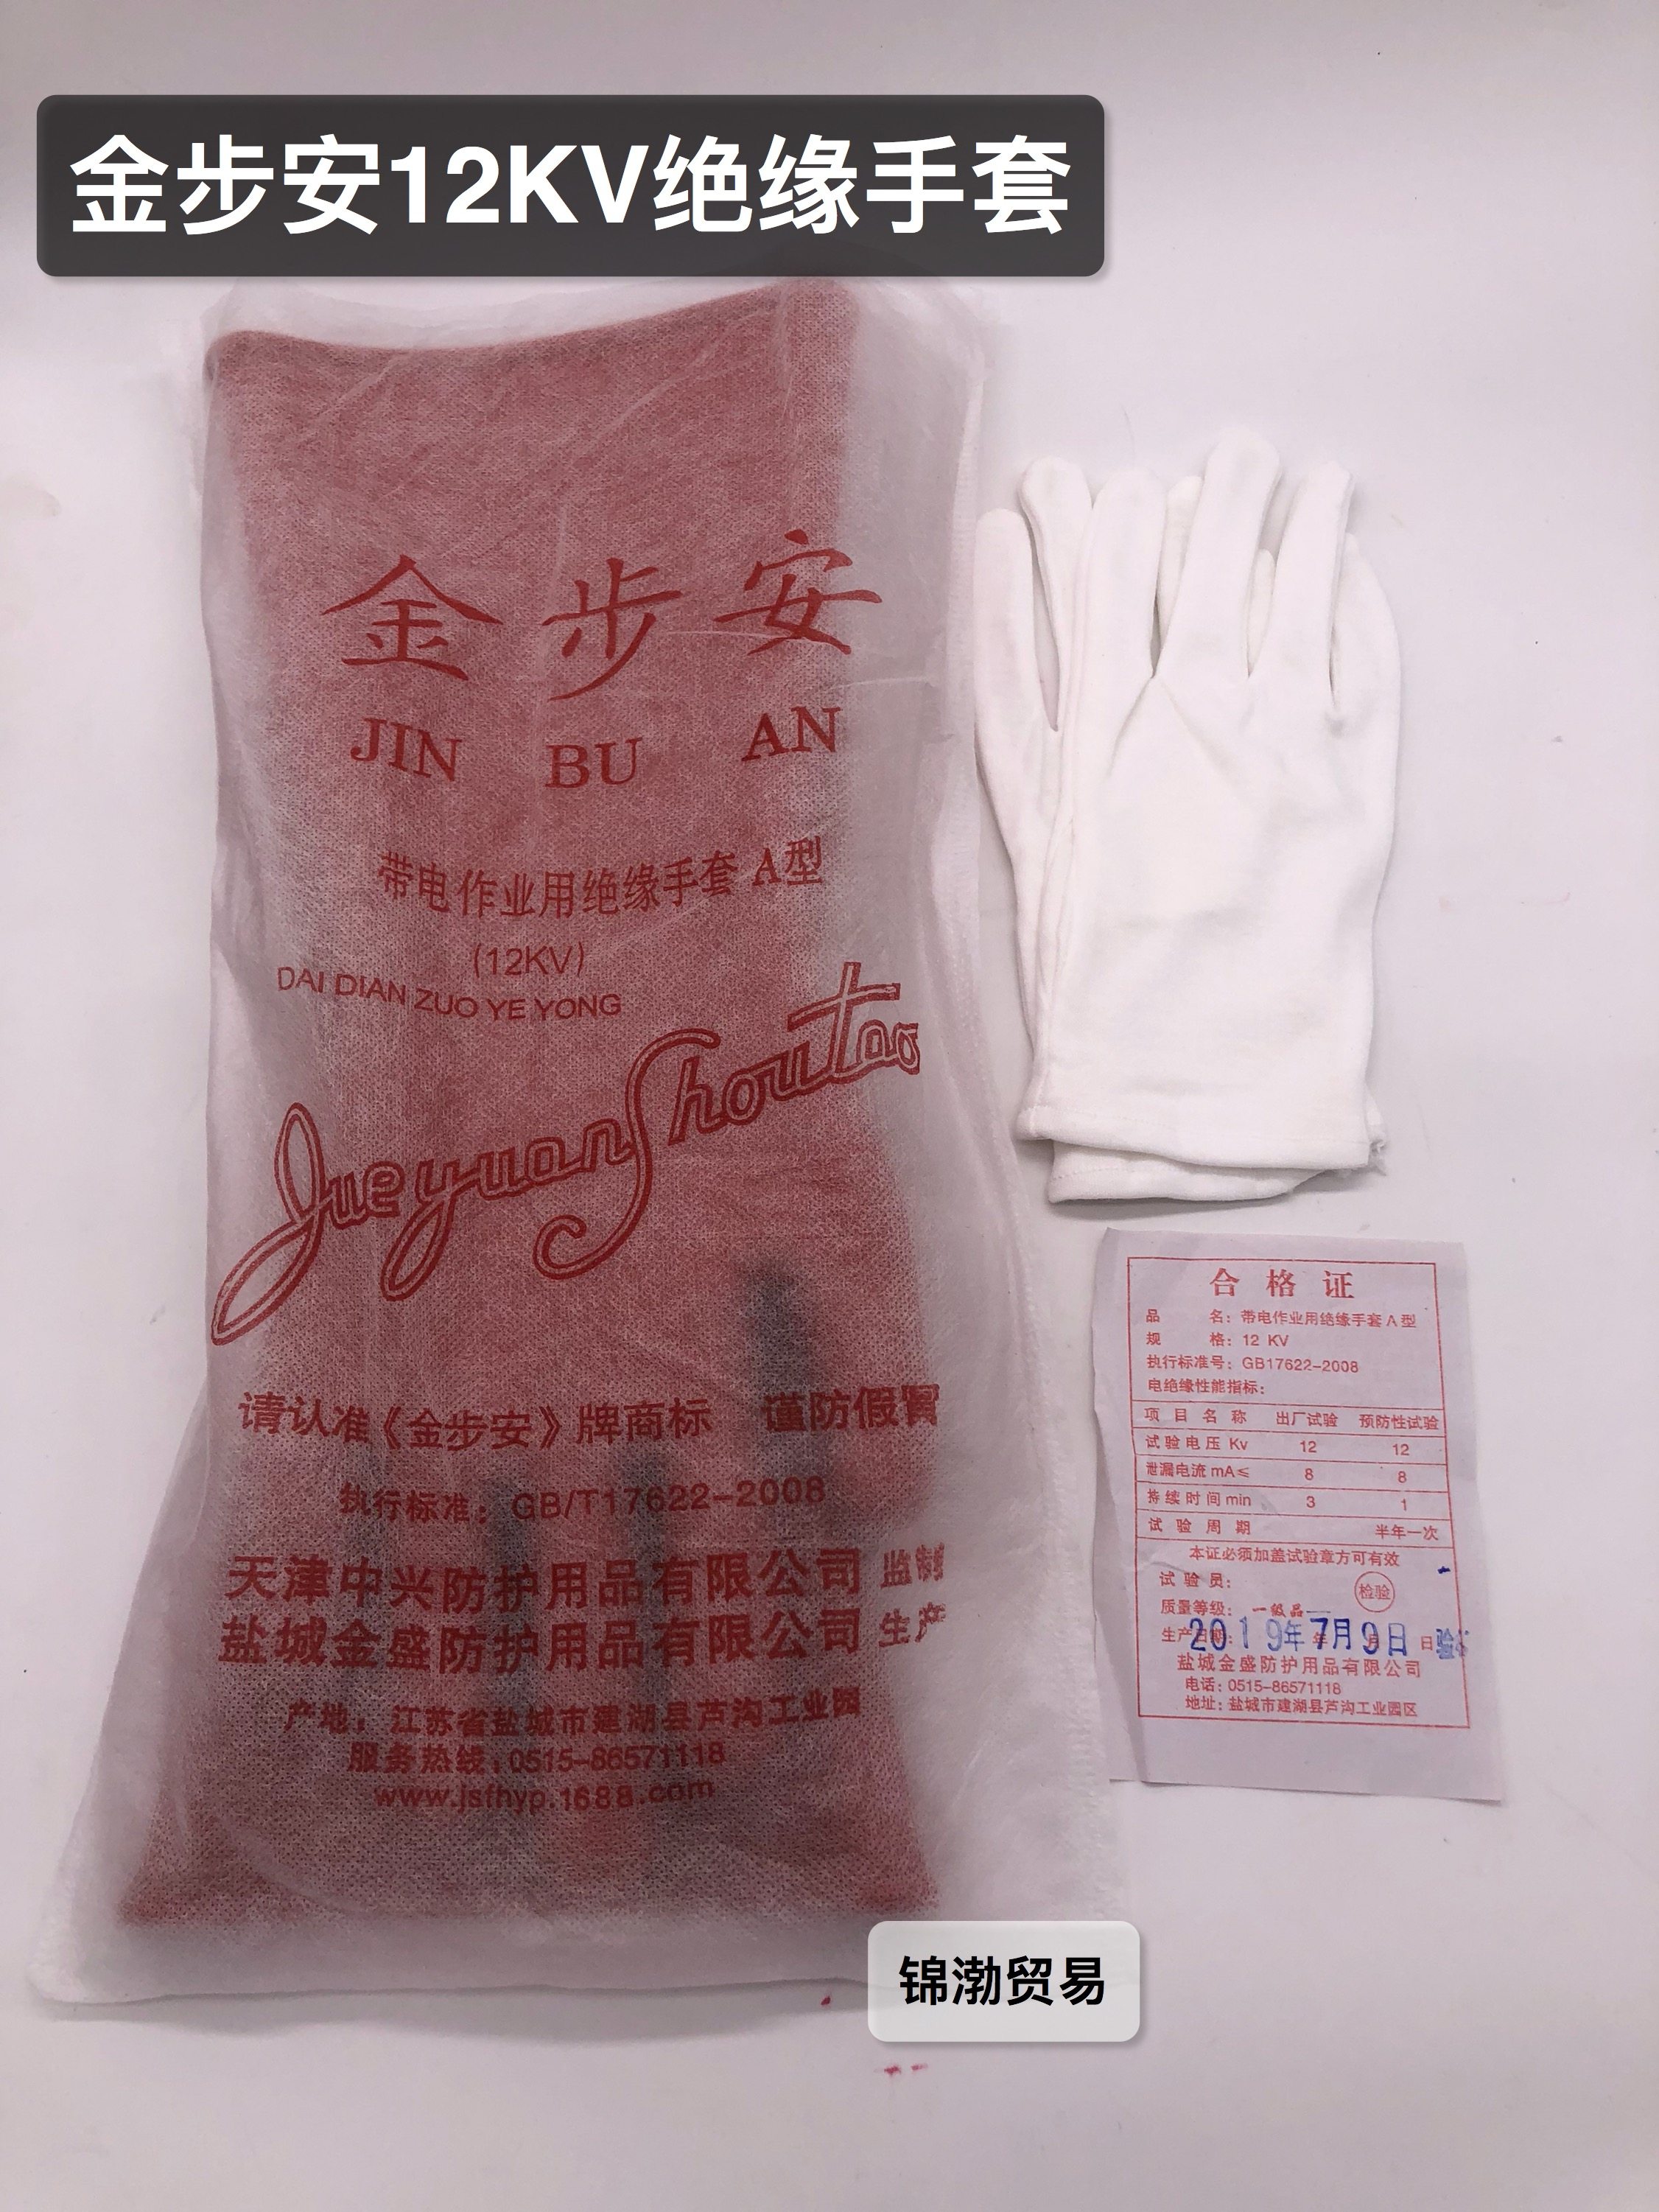 金步安12KV绝缘手套
金步安
JIN BU AN
带电作业用绝缘手套 A型
(12KV)
DAI DIAN ZUO YE YONG
Jueyuan Shoutao
请认准《金步安》牌商标 谨防假冒
执行标准：GB/T17622-2008
天津中兴防护用品有限公司 监制
盐城金盛防护用品有限公司 生产
产地：江苏省盐城市建湖县芦沟工业园
服务热线：0515-86571118
www.jsfhyp.1688.com
合格证
品 名：带电作业用绝缘手套 A 型
规 格：12 KV
执行标准号：GB17622-2008
电绝缘性能指标：
项目名称 出厂试验 预防性试验
试验电压 Kv 12 12
泄漏电流 mA≤ 8 8
持续时间 min 3 1
试验周期 半年一次
本证必须加盖试验章方可有效
试验员： 检验
质量等级：一级品
生产日期： 年 月 日
2019年7月9日
盐城金盛防护用品有限公司
电话：0515-86571118
地址：盐城市建湖县芦沟工业园区
锦渤贸易